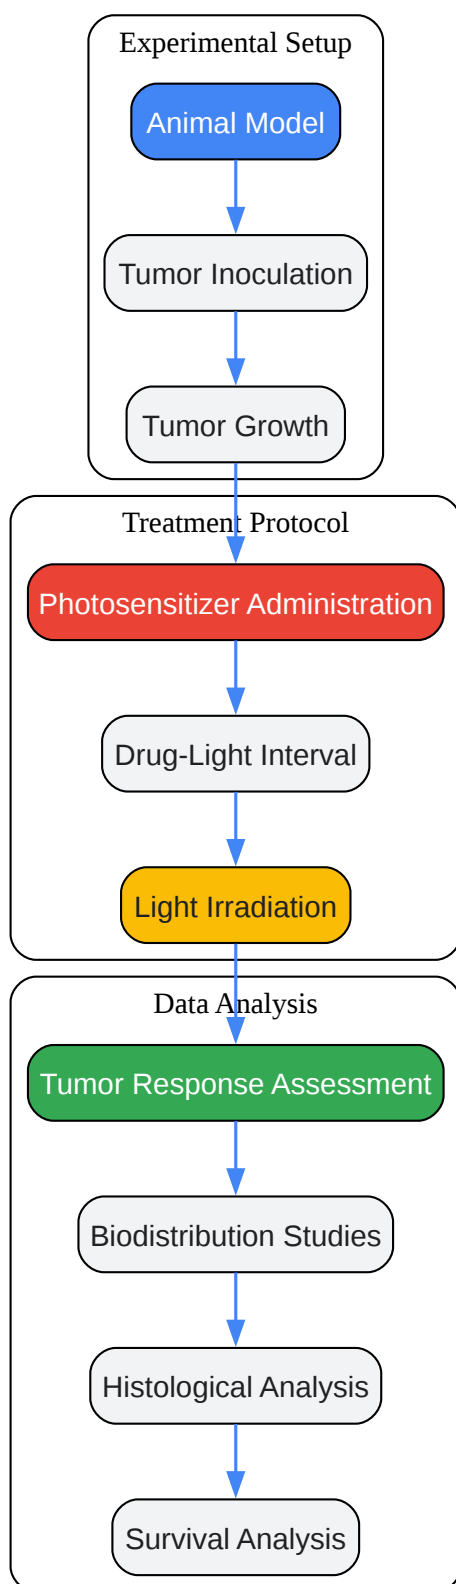 Experimental Setup
Animal Model
Tumor Inoculation
Tumor Growth
Treatment Protocol
Photosensitizer Administration
Drug-Light Interval
Light Irradiation
Data Analysis
Tumor Response Assessment
Biodistribution Studies
Histological Analysis
Survival Analysis